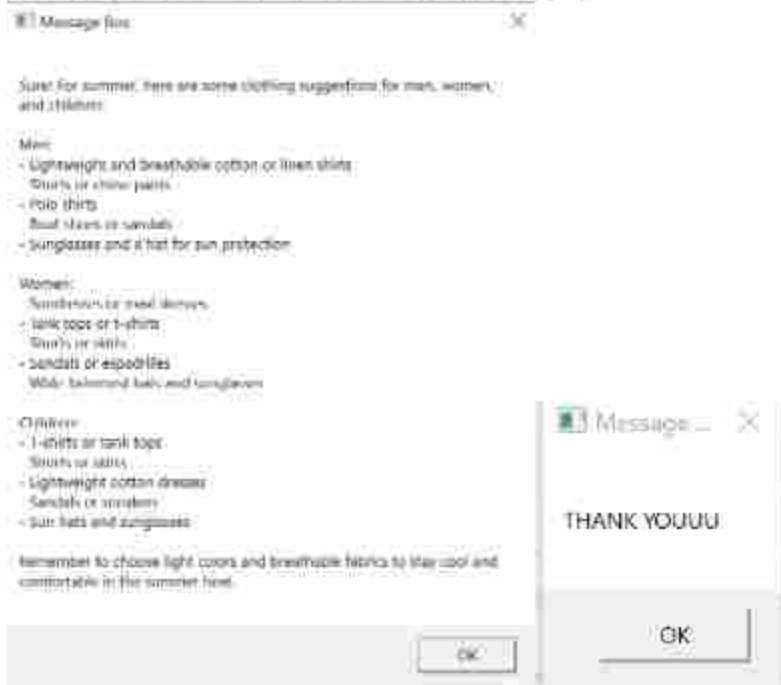 Message Box
Sure! For summer, here are some clothing suggestions for men, women,
and children:
Men:
- Lightweight and breathable cotton or linen shirts
Shorts or chino pants
- Polo shirts
Boat shoes or sandals
- Sunglasses and a hat for sun protection
Women:
Sundresses or maxi dresses
- Tank tops or t-shirts
Shorts or skirts
- Sandals or espadrilles
Wide-brimmed hats and sunglasses
Children:
- T-shirts or tank tops
Shorts or skirts
- Lightweight cotton dresses
Sandals or sneakers
- Sun hats and sunglasses
Remember to choose light colors and breathable fabrics to stay cool and
comfortable in the summer heat.
OK
Message ...
THANK YOUUU
OK